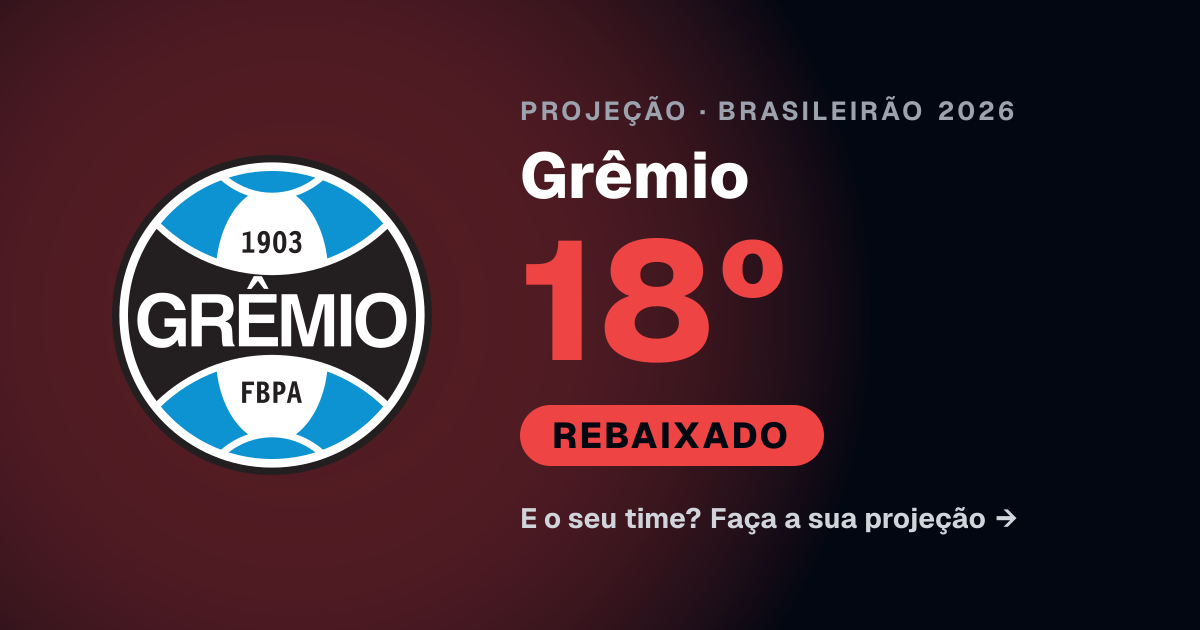 1903
GRÊMIO
FBPA
PROJEÇÃO · BRASILEIRÃO 2026
Grêmio
18º
REBAIXADO
E o seu time? Faça a sua projeção →